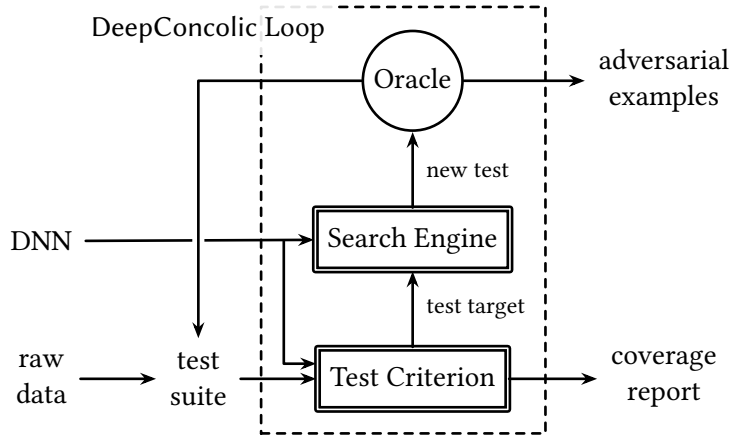 DeepConcolic Loop
Oracle
adversarial
examples
new test
DNN
Search Engine
test target
raw
data
test
suite
Test Criterion
coverage
report